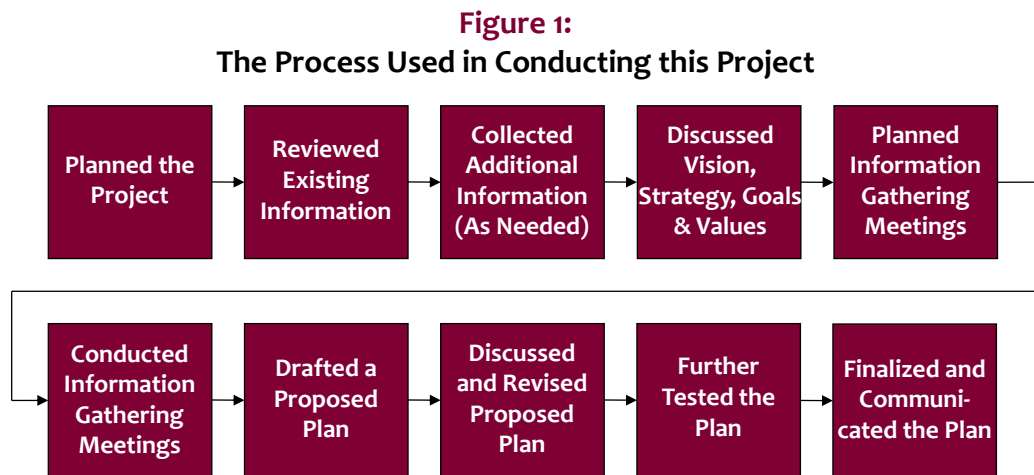 Figure 1:
The Process Used in Conducting this Project
Planned the
Project
Reviewed
Existing
Information
Collected
Additional
Information
(As Needed)
Discussed
Vision,
Strategy, Goals
& Values
Planned
Information
Gathering
Meetings
Conducted
Information
Gathering
Meetings
Drafted a
Proposed
Plan
Discussed
and Revised
Proposed
Plan
Further
Tested the
Plan
Finalized and
Communi-
cated the Plan